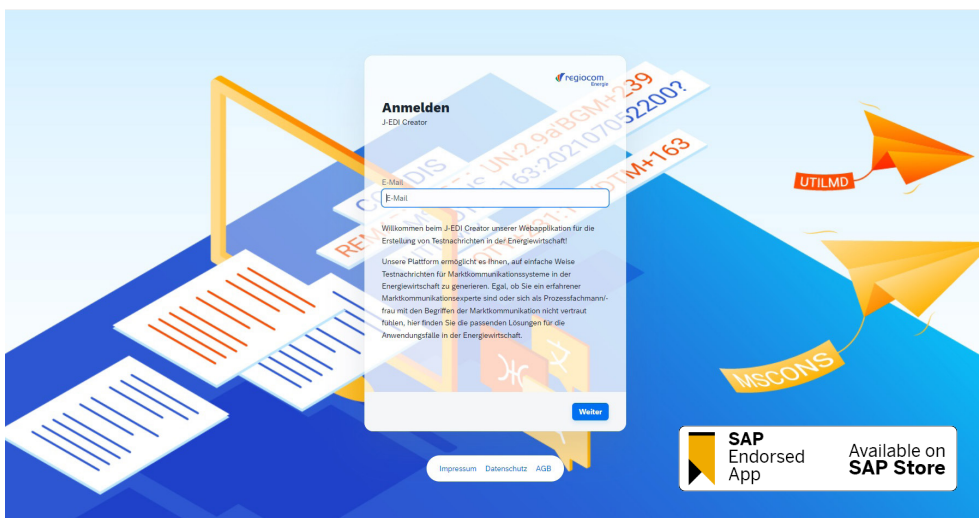 regiocom
Energie
Anmelden
J-EDI Creator
E-Mail
E-Mail
Willkommen beim J-EDI Creator unserer Webapplikation für die
Erstellung von Testnachrichten in der Energiewirtschaft!
Unsere Plattform ermöglicht es Ihnen, auf einfache Weise
Testnachrichten für Marktkommunikationssysteme in der
Energiewirtschaft zu generieren. Egal, ob Sie ein erfahrener
Marktkommunikationsexperte sind oder sich als Prozessfachmann/-
frau mit den Begriffen der Marktkommunikation nicht vertraut
fühlen, hier finden Sie die passenden Lösungen für die
Anwendungsfälle in der Energiewirtschaft.
Weiter
Impressum Datenschutz AGB
UN:2.9a'BGM+239
163:202107052200?
M+163
UTILMD
MSCONS
SAP
Endorsed
App
Available on
SAP Store